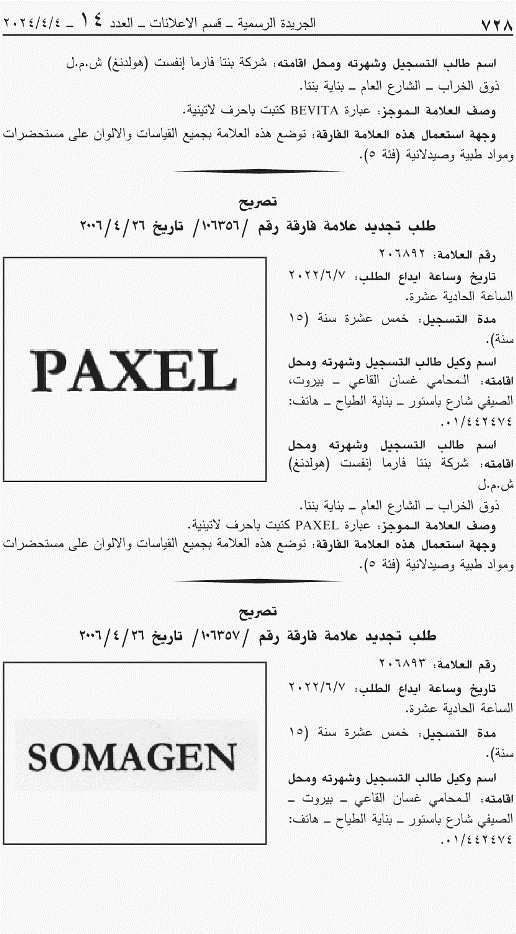 ٧٢٨ الجريدة الرسمية – قسم الاعلانات – العدد ١٤ – ٢٠٢٤/٤/٤
اسم طالب التسجيل وشهرته ومحل اقامته: شركة بنتا فارما إنفست (هولدنغ) ش.م.ل
ذوق الخراب – الشارع العام – بناية بنتا.
وصف العلامة الموجز: عبارة BEVITA كتبت باحرف لاتينية.
وجهة استعمال هذه العلامة الفارقة: توضع هذه العلامة بجميع القياسات والالوان على مستحضرات
ومواد طبية وصيدلانية (فئة ٥).
تصريح
طلب تجديد علامة فارقة رقم /١٠٦٣٥٦/ تاريخ ٢٠٠٦/٤/٢٦
رقم العلامة: ٢٠٦٨٩٢
تاريخ وساعة ايداع الطلب: ٢٠٢٢/٦/٧
الساعة الحادية عشرة.
مدة التسجيل: خمس عشرة سنة (١٥
سنة).
اسم وكيل طالب التسجيل وشهرته ومحل
اقامته: المحامي غسان القاعي – بيروت،
الصيفي شارع باستور – بناية الطياح – هاتف:
٠١/٤٤٢٤٧٤.
اسم طالب التسجيل وشهرته ومحل
اقامته: شركة بنتا فارما إنفست (هولدنغ)
ش.م.ل
PAXEL
ذوق الخراب – الشارع العام – بناية بنتا.
وصف العلامة الموجز: عبارة PAXEL كتبت باحرف لاتينية.
وجهة استعمال هذه العلامة الفارقة: توضع هذه العلامة بجميع القياسات والالوان على مستحضرات
ومواد طبية وصيدلانية (فئة ٥).
تصريح
طلب تجديد علامة فارقة رقم /١٠٦٣٥٧/ تاريخ ٢٠٠٦/٤/٢٦
رقم العلامة: ٢٠٦٨٩٣
تاريخ وساعة ايداع الطلب: ٢٠٢٢/٦/٧
الساعة الحادية عشرة.
مدة التسجيل: خمس عشرة سنة (١٥
سنة).
اسم وكيل طالب التسجيل وشهرته ومحل
اقامته: المحامي غسان القاعي – بيروت –
الصيفي شارع باستور – بناية الطياح – هاتف:
٠١/٤٤٢٤٧٤.
SOMAGEN